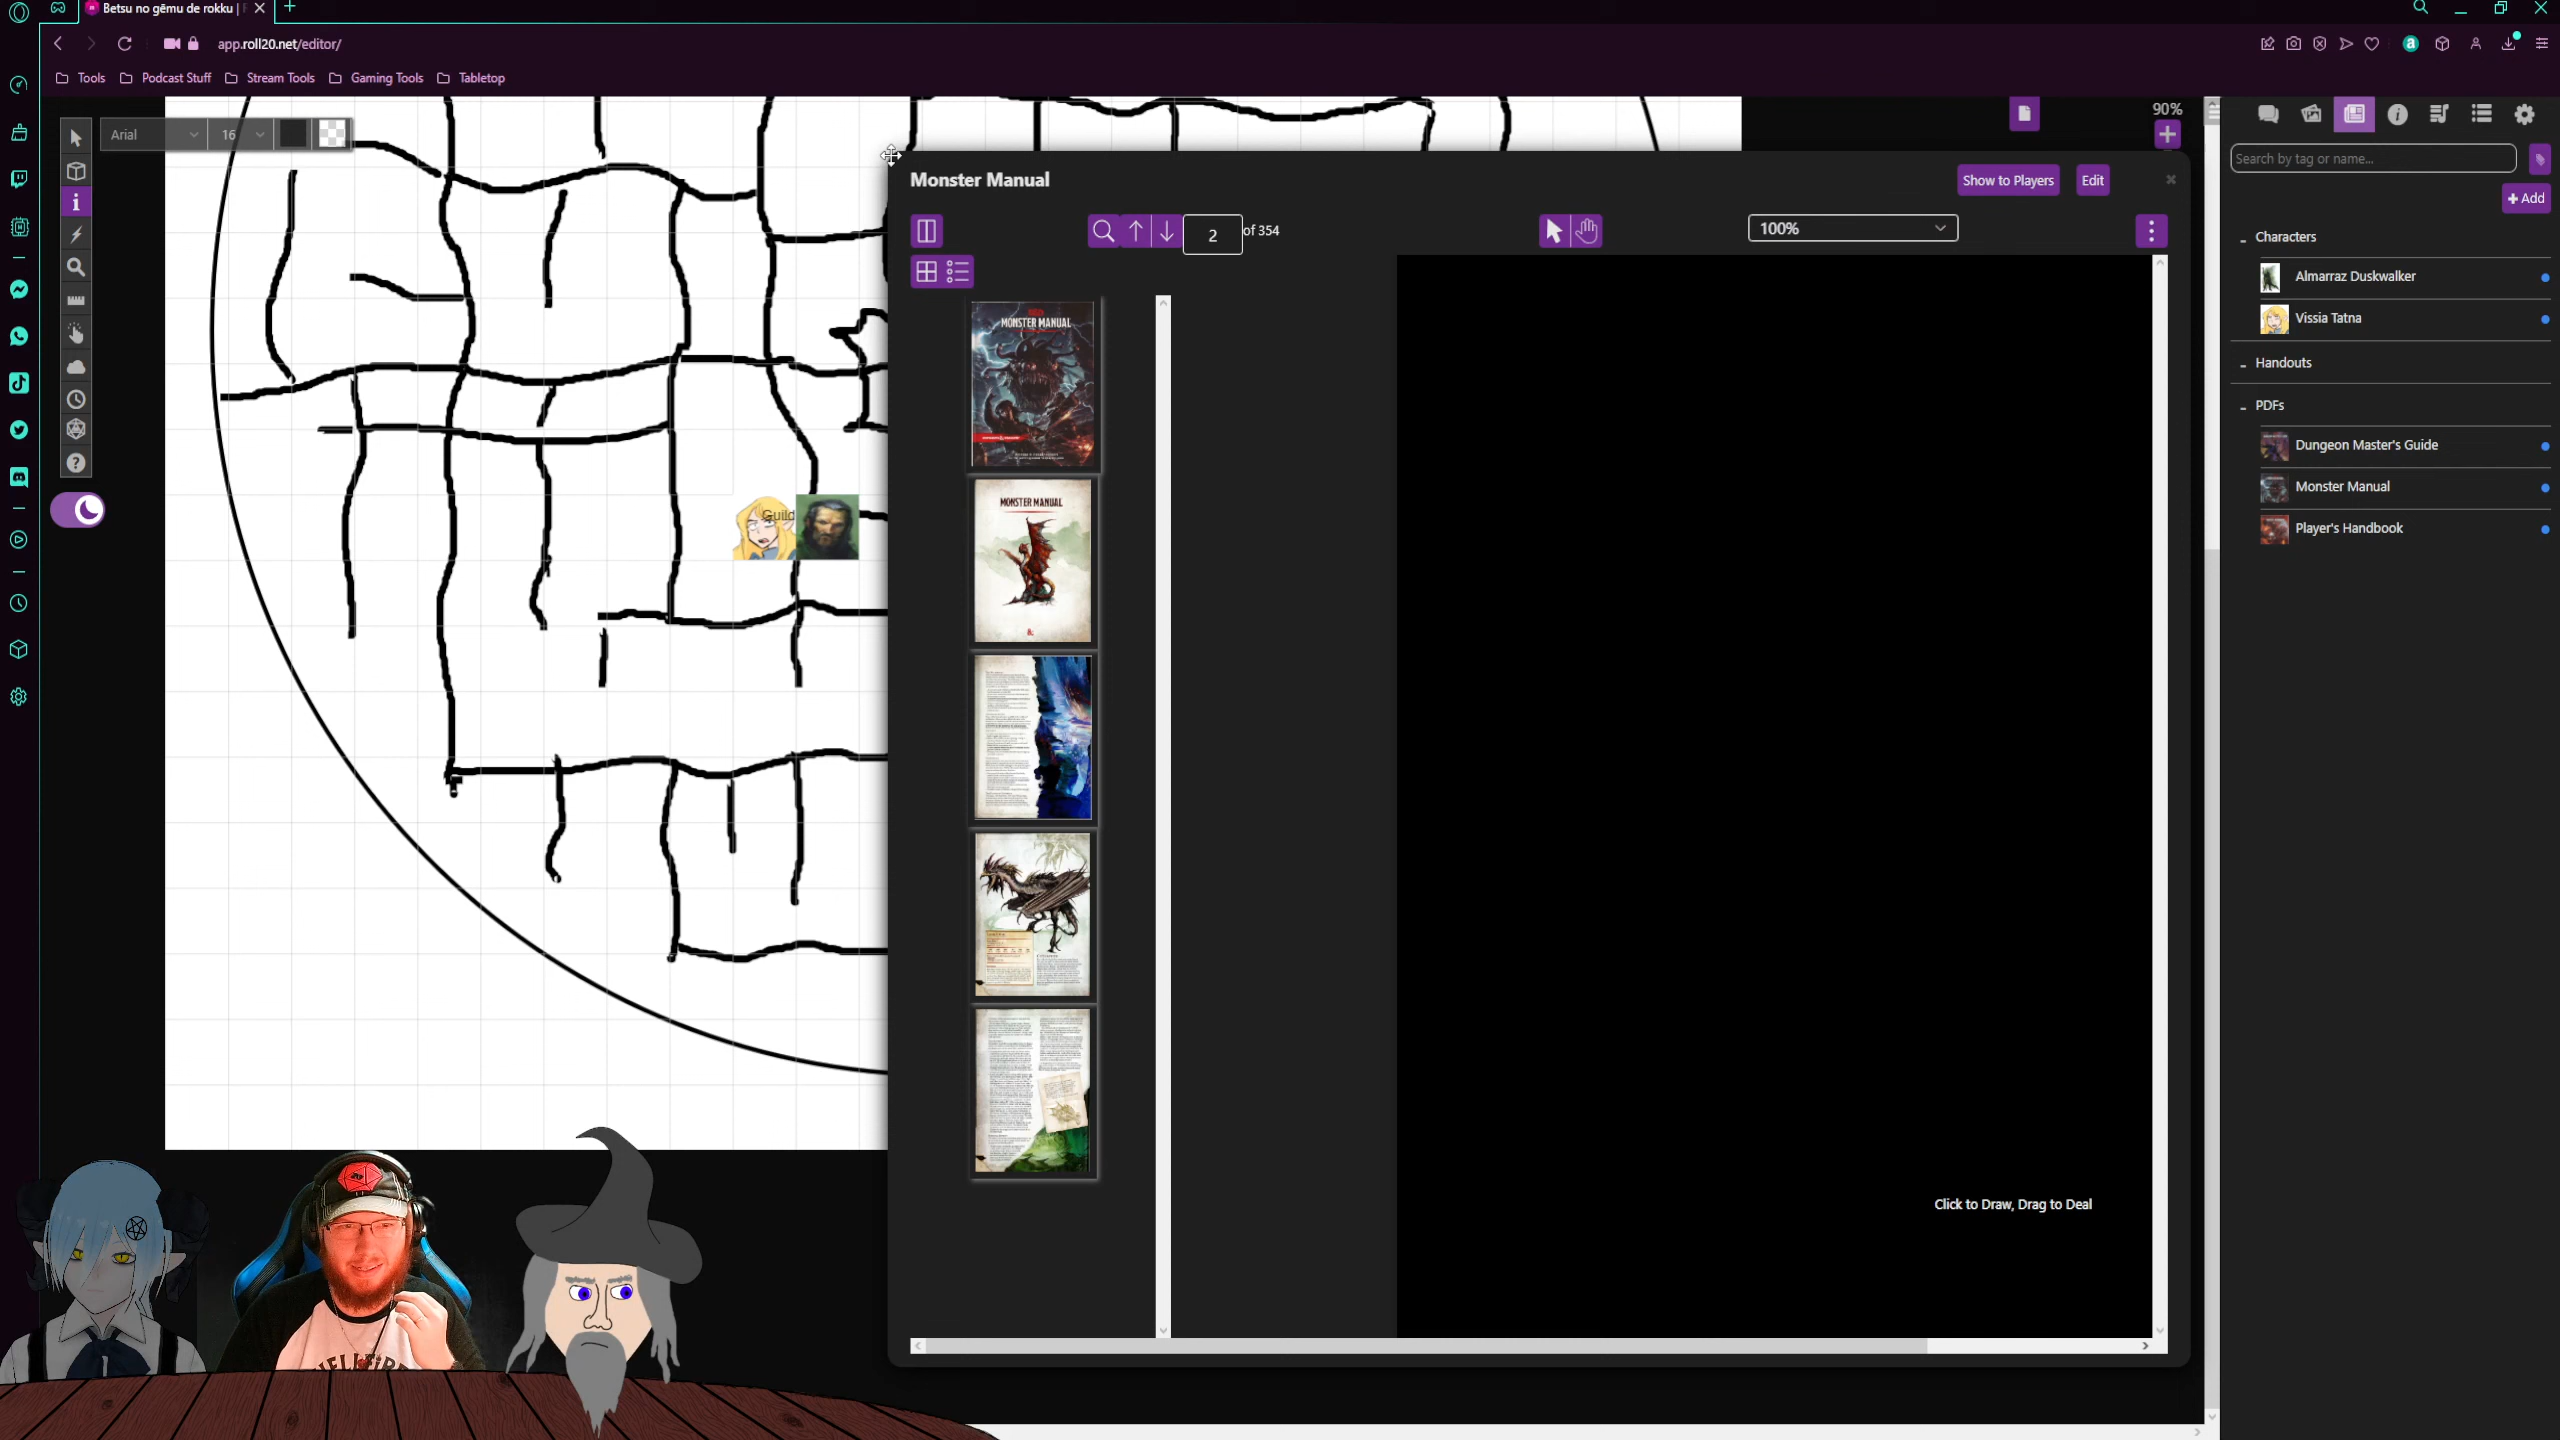 Betsu no gēmu de rokku |
app.roll20.net/editor/
Tools
Podcast Stuff
Stream Tools
Gaming Tools
Tabletop
Arial
16
90%
Search by tag or name...
Add
Monster Manual
Show to Players
Edit
2
of 354
100%
Characters
Almarraz Duskwalker
Vissia Tatna
Handouts
PDFs
Dungeon Master's Guide
Monster Manual
Player's Handbook
MONSTER MANUAL
MONSTER MANUAL
Guild
Click to Draw, Drag to Deal